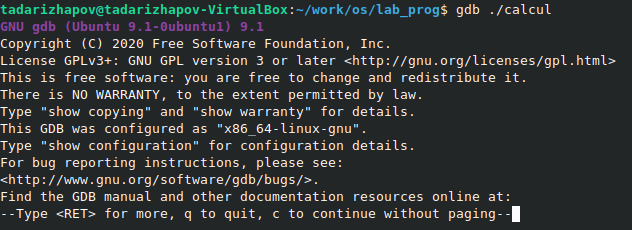 tadarizhapov@tadarizhapov-VirtualBox:~/work/os/lab_prog$ gdb ./calcul
GNU gdb (Ubuntu 9.1-0ubuntu1) 9.1
Copyright (C) 2020 Free Software Foundation, Inc.
License GPLv3+: GNU GPL version 3 or later <http://gnu.org/licenses/gpl.html>
This is free software: you are free to change and redistribute it.
There is NO WARRANTY, to the extent permitted by law.
Type "show copying" and "show warranty" for details.
This GDB was configured as "x86_64-linux-gnu".
Type "show configuration" for configuration details.
For bug reporting instructions, please see:
<http://www.gnu.org/software/gdb/bugs/>.
Find the GDB manual and other documentation resources online at:
--Type <RET> for more, q to quit, c to continue without paging--